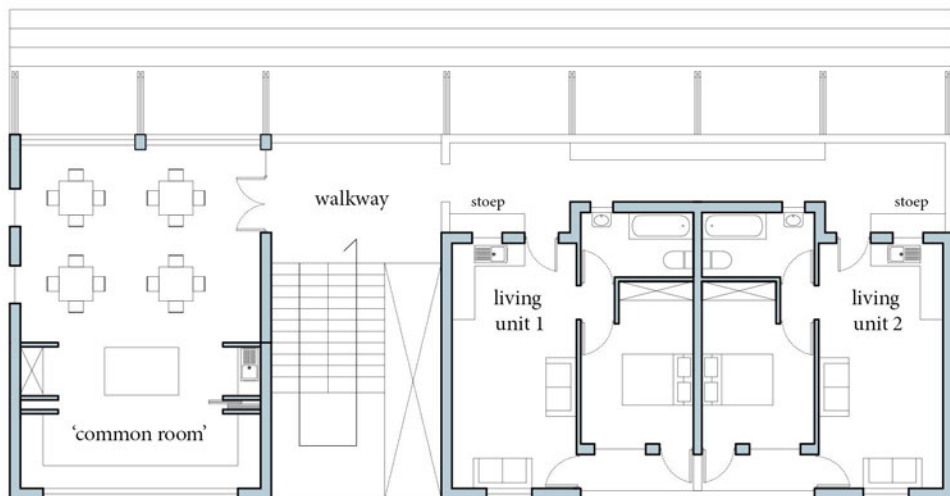 walkway
stoep
stoep
living
unit 1
living
unit 2
'common room'